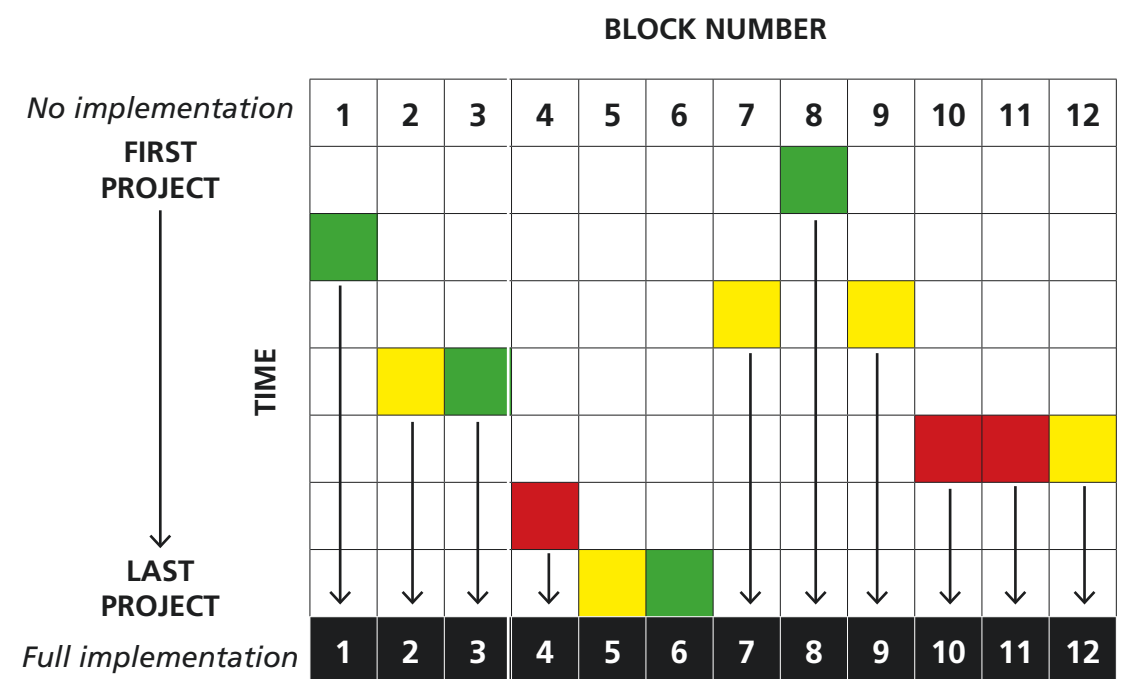 BLOCK NUMBER
No implementation 1 2 3 4 5 6 7 8 9 10 11 12
FIRST
PROJECT
TIME
LAST
PROJECT
Full implementation 1 2 3 4 5 6 7 8 9 10 11 12